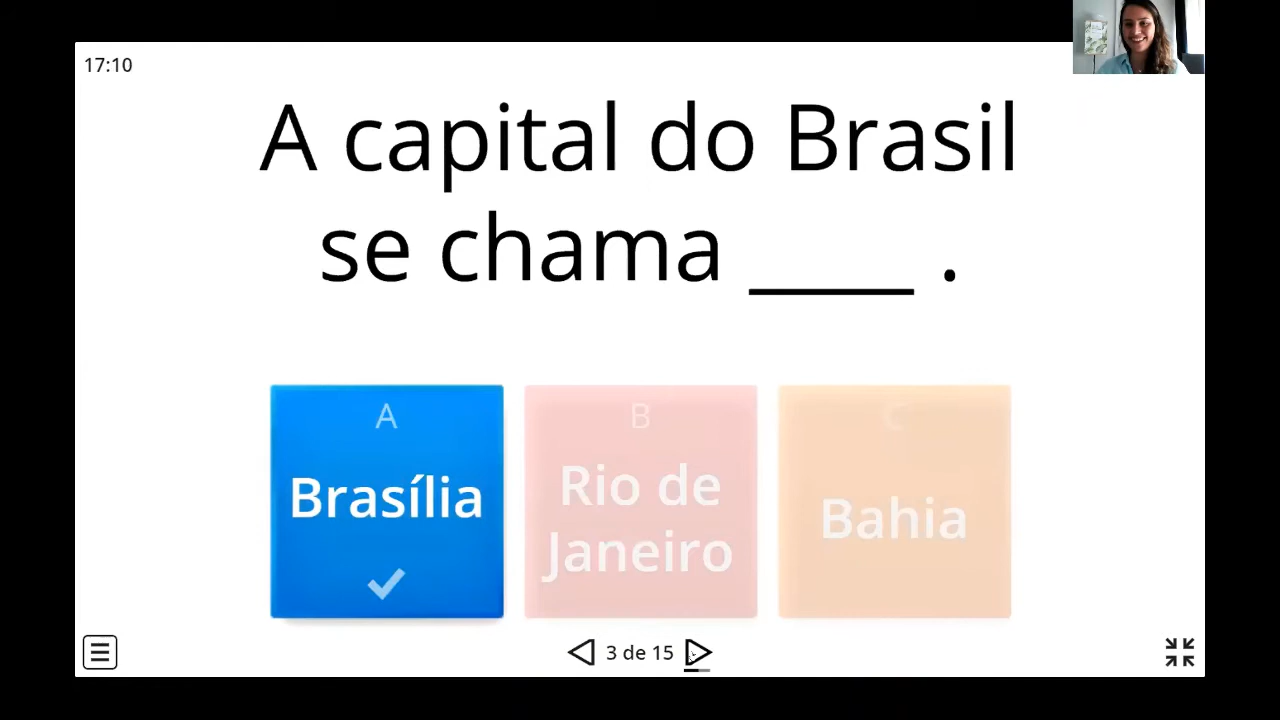 17:10
A capital do Brasil
se chama ____ .
A
Brasília
B
Rio de
Janeiro
C
Bahia
3 de 15